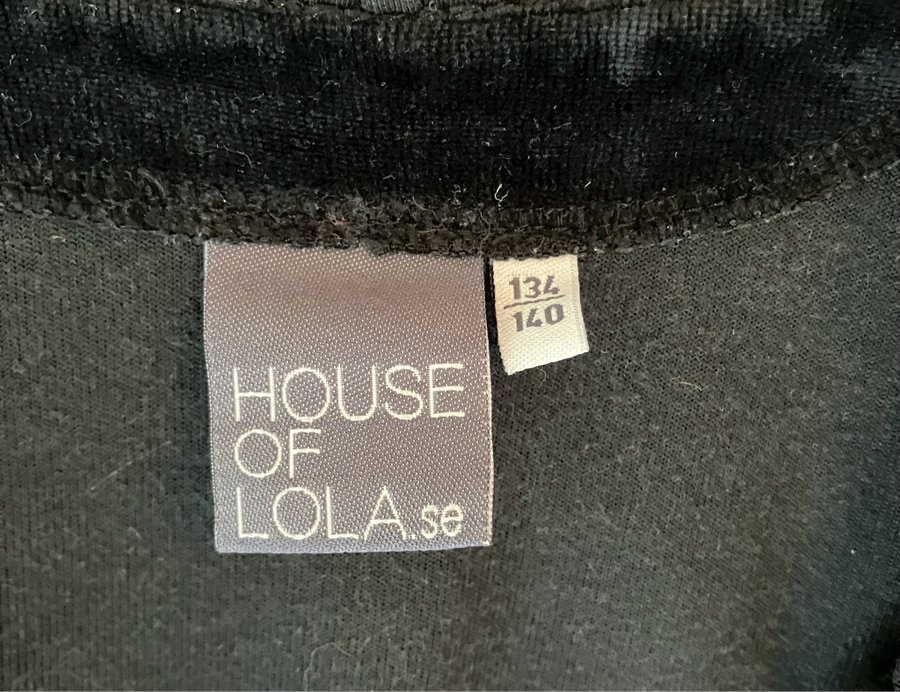 HOUSE
OF
LOLA.se
134
140